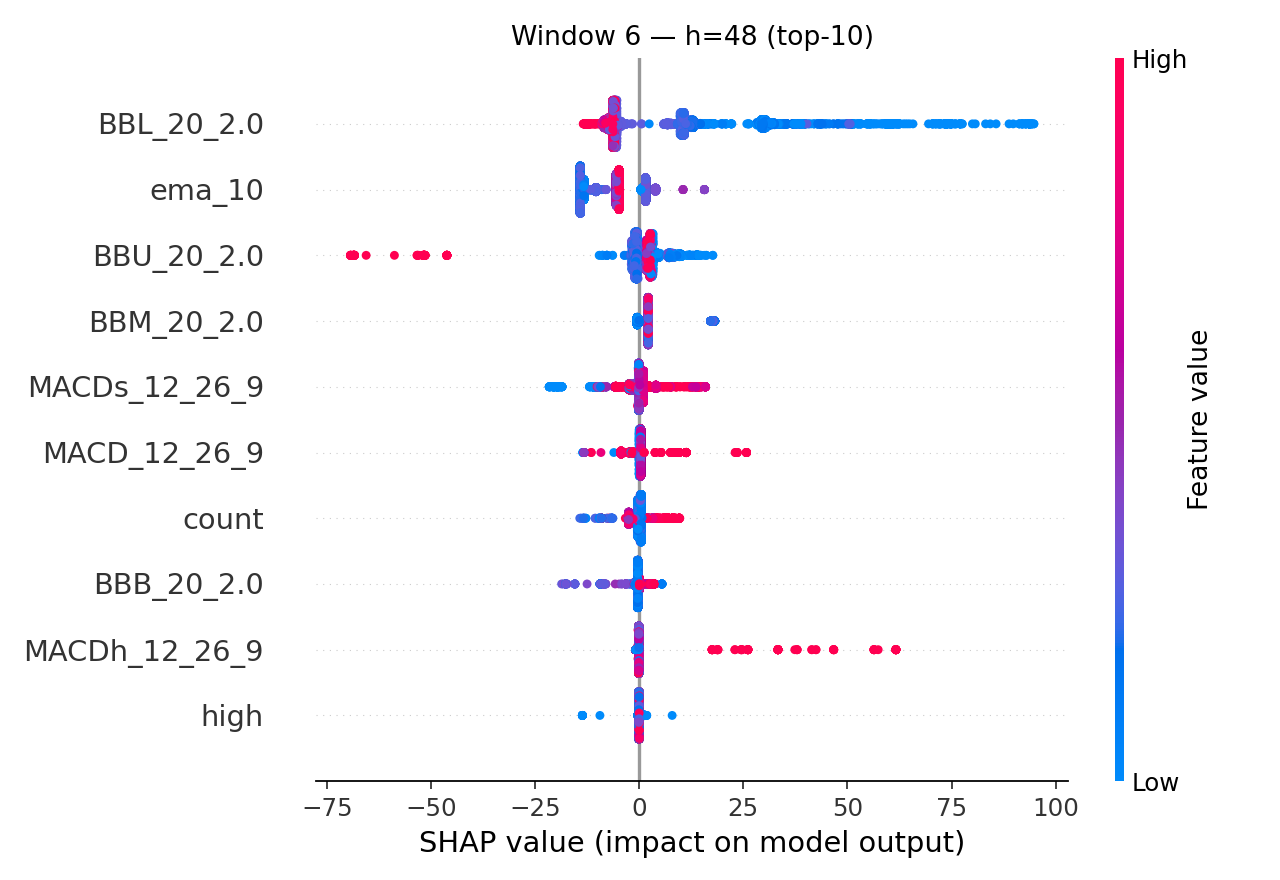 Window 6 — h=48 (top-10)
High
BBL_20_2.0
ema_10
BBU_20_2.0
BBM_20_2.0
MACDs_12_26_9
MACD_12_26_9
count
BBB_20_2.0
MACDh_12_26_9
high
Feature value
Low
−75 −50 −25 0 25 50 75 100
SHAP value (impact on model output)